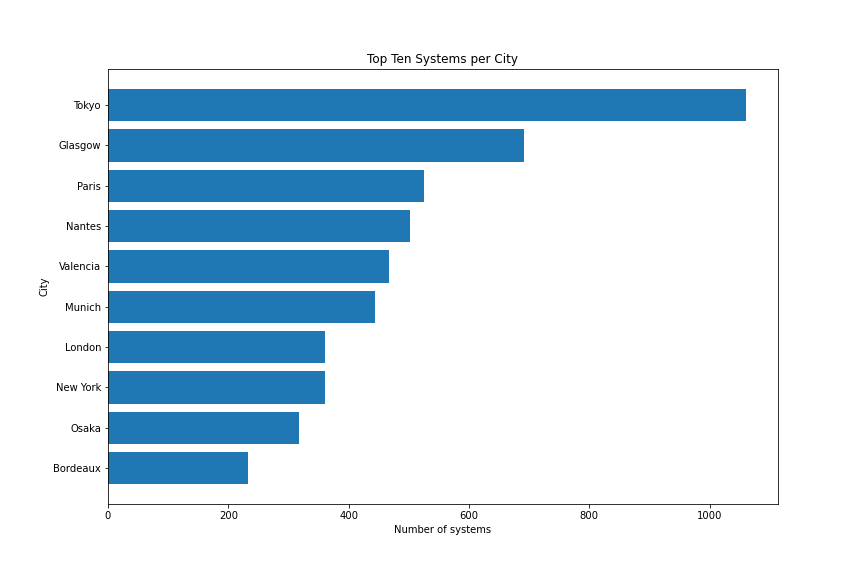 Top Ten Systems per City
Tokyo
Glasgow
Paris
Nantes
Valencia
Munich
London
New York
Osaka
Bordeaux
City
0 200 400 600 800 1000
Number of systems